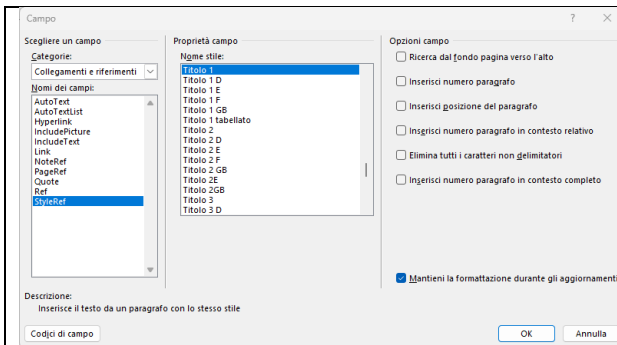 Campo
? ×
Scegliere un campo
Categorie:
Collegamenti e riferimenti
Nomi dei campi:
AutoText
AutoTextList
Hyperlink
IncludePicture
IncludeText
Link
NoteRef
PageRef
Quote
Ref
StyleRef
Proprietà campo
Nome stile:
Titolo 1
Titolo 1 D
Titolo 1 E
Titolo 1 F
Titolo 1 GB
Titolo 1 tabellato
Titolo 2
Titolo 2 D
Titolo 2 E
Titolo 2 F
Titolo 2 GB
Titolo 2E
Titolo 2GB
Titolo 3
Titolo 3 D
Opzioni campo
Ricerca dal fondo pagina verso l'alto
Inserisci numero paragrafo
Inserisci posizione del paragrafo
Inserisci numero paragrafo in contesto relativo
Elimina tutti i caratteri non delimitatori
Inserisci numero paragrafo in contesto completo
Mantieni la formattazione durante gli aggiornamenti
Descrizione:
Inserisce il testo da un paragrafo con lo stesso stile
Codici di campo
OK
Annulla